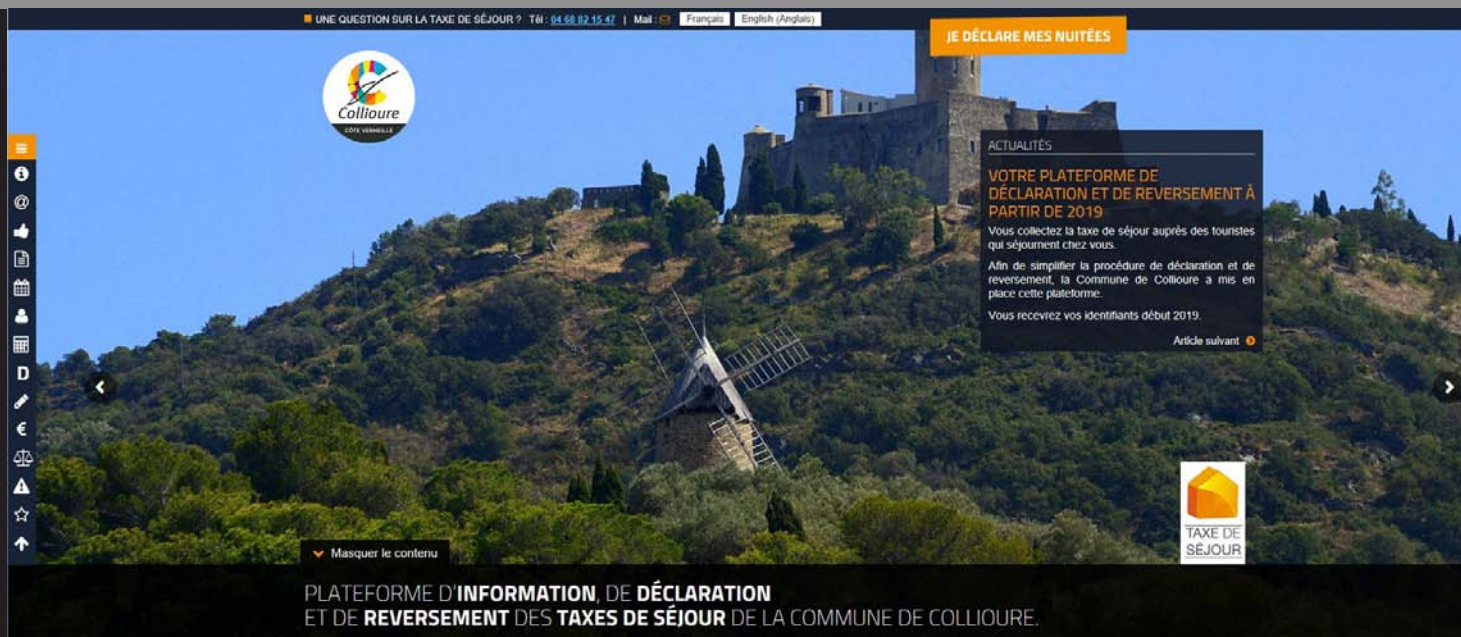 UNE QUESTION SUR LA TAXE DE SÉJOUR ? Tél : 04 68 82 15 47 | Mail : Français English (Anglais)
JE DÉCLARE MES NUITÉES
Collioure
CÔTE VERMEILLE
ACTUALITÉS
VOTRE PLATEFORME DE
DÉCLARATION ET DE REVERSEMENT À
PARTIR DE 2019
Vous collectez la taxe de séjour auprès des touristes
qui séjournent chez vous.
Afin de simplifier la procédure de déclaration et de
reversement, la Commune de Collioure a mis en
place cette plateforme.
Vous recevrez vos identifiants début 2019.
Article suivant
D
TAXE DE
SÉJOUR
Masquer le contenu
PLATEFORME D'INFORMATION, DE DÉCLARATION
ET DE REVERSEMENT DES TAXES DE SÉJOUR DE LA COMMUNE DE COLLIOURE.